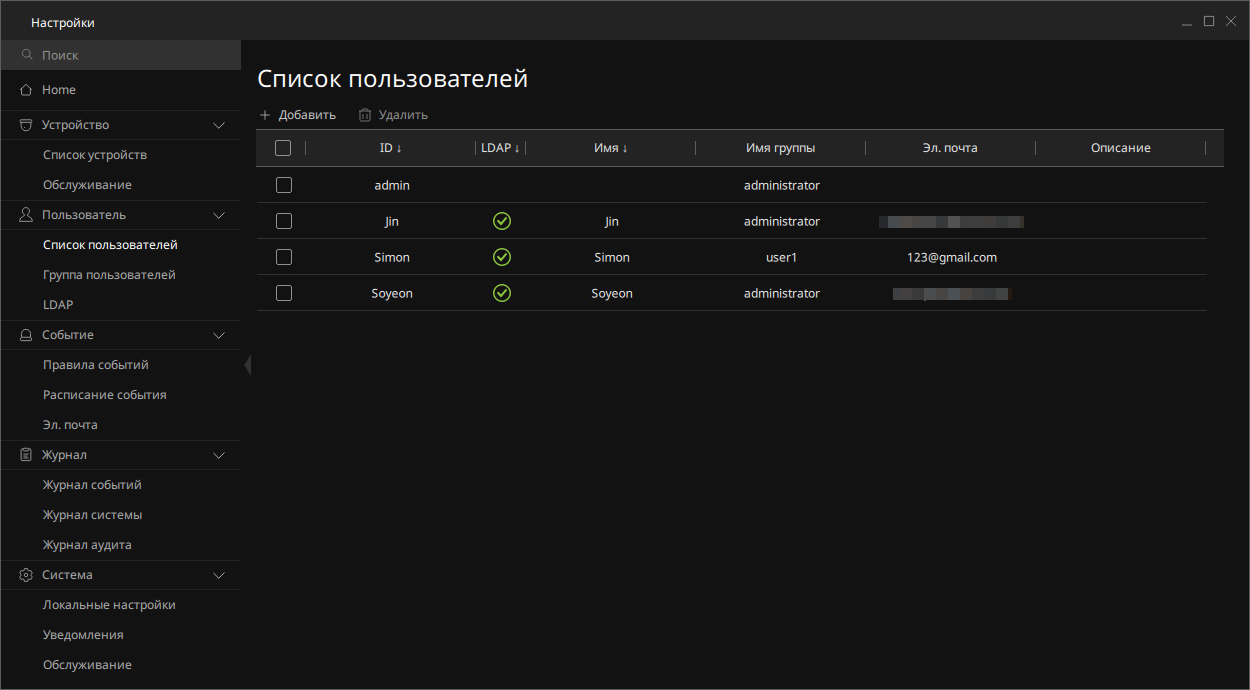 Настройки
Поиск
Home
Устройство
Список устройств
Обслуживание
Пользователь
Список пользователей
Группа пользователей
LDAP
Событие
Правила событий
Расписание события
Эл. почта
Журнал
Журнал событий
Журнал системы
Журнал аудита
Система
Локальные настройки
Уведомления
Обслуживание
Список пользователей
+ Добавить Удалить
ID ↓ LDAP ↓ Имя ↓ Имя группы Эл. почта Описание
admin administrator
Jin Jin administrator
Simon Simon user1 123@gmail.com
Soyeon Soyeon administrator